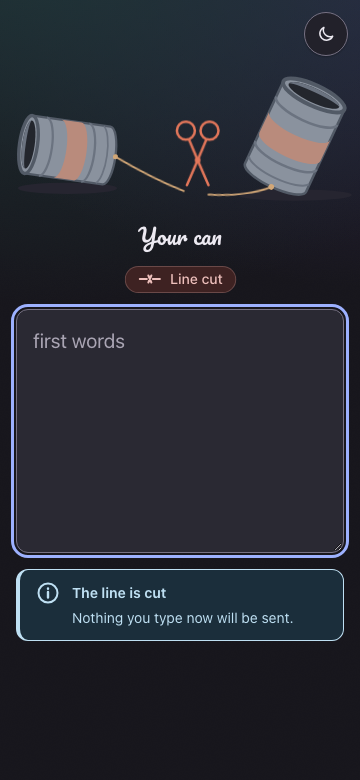 Your can
Line cut
first words
The line is cut
Nothing you type now will be sent.